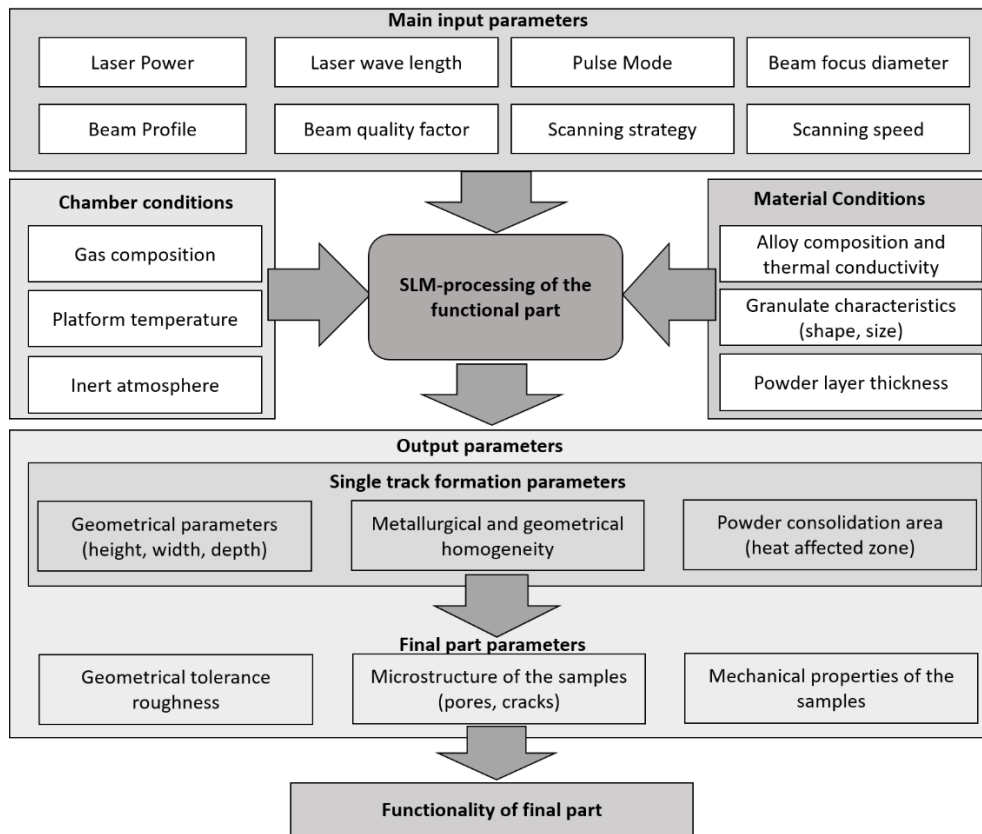 Main input parameters
Laser Power
Laser wave length
Pulse Mode
Beam focus diameter
Beam Profile
Beam quality factor
Scanning strategy
Scanning speed
Chamber conditions
Gas composition
Platform temperature
Inert atmosphere
SLM-processing of the
functional part
Material Conditions
Alloy composition and
thermal conductivity
Granulate characteristics
(shape, size)
Powder layer thickness
Output parameters
Single track formation parameters
Geometrical parameters
(height, width, depth)
Metallurgical and geometrical
homogeneity
Powder consolidation area
(heat affected zone)
Final part parameters
Geometrical tolerance
roughness
Microstructure of the samples
(pores, cracks)
Mechanical properties of the
samples
Functionality of final part